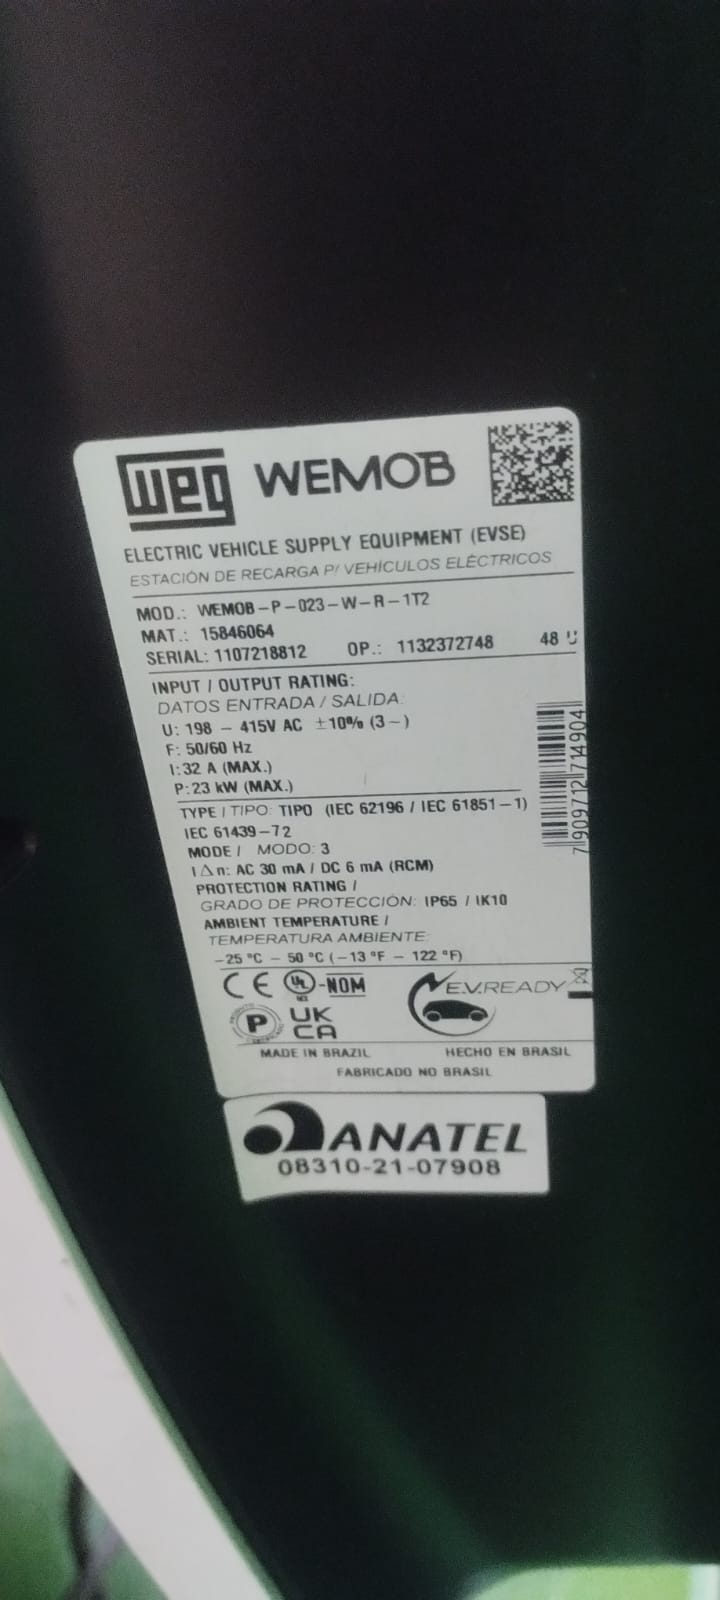 weg WEMOB
ELECTRIC VEHICLE SUPPLY EQUIPMENT (EVSE)
ESTACIÓN DE RECARGA P/ VEHÍCULOS ELÉCTRICOS
MOD.: WEMOB-P-023-W-R-1T2
MAT.: 15846064
SERIAL: 1107218812 OP.: 1132372748 48
INPUT / OUTPUT RATING:
DATOS ENTRADA / SALIDA:
U: 198 - 415V AC ±10% (3~)
F: 50/60 Hz
I: 32 A (MAX.)
P: 23 kW (MAX.)
TYPE / TIPO: TIPO (IEC 62196 / IEC 61851-1)
IEC 61439-72
MODE / MODO: 3
I△n: AC 30 mA / DC 6 mA (RCM)
PROTECTION RATING /
GRADO DE PROTECCIÓN: IP65 / IK10
AMBIENT TEMPERATURE /
TEMPERATURA AMBIENTE:
-25 °C - 50 °C (-13 °F - 122 °F)
7909712714904
CE UL -NOM
E.V.READY
P
UK
CA
MADE IN BRAZIL HECHO EN BRASIL
FABRICADO NO BRASIL
ANATEL
08310-21-07908